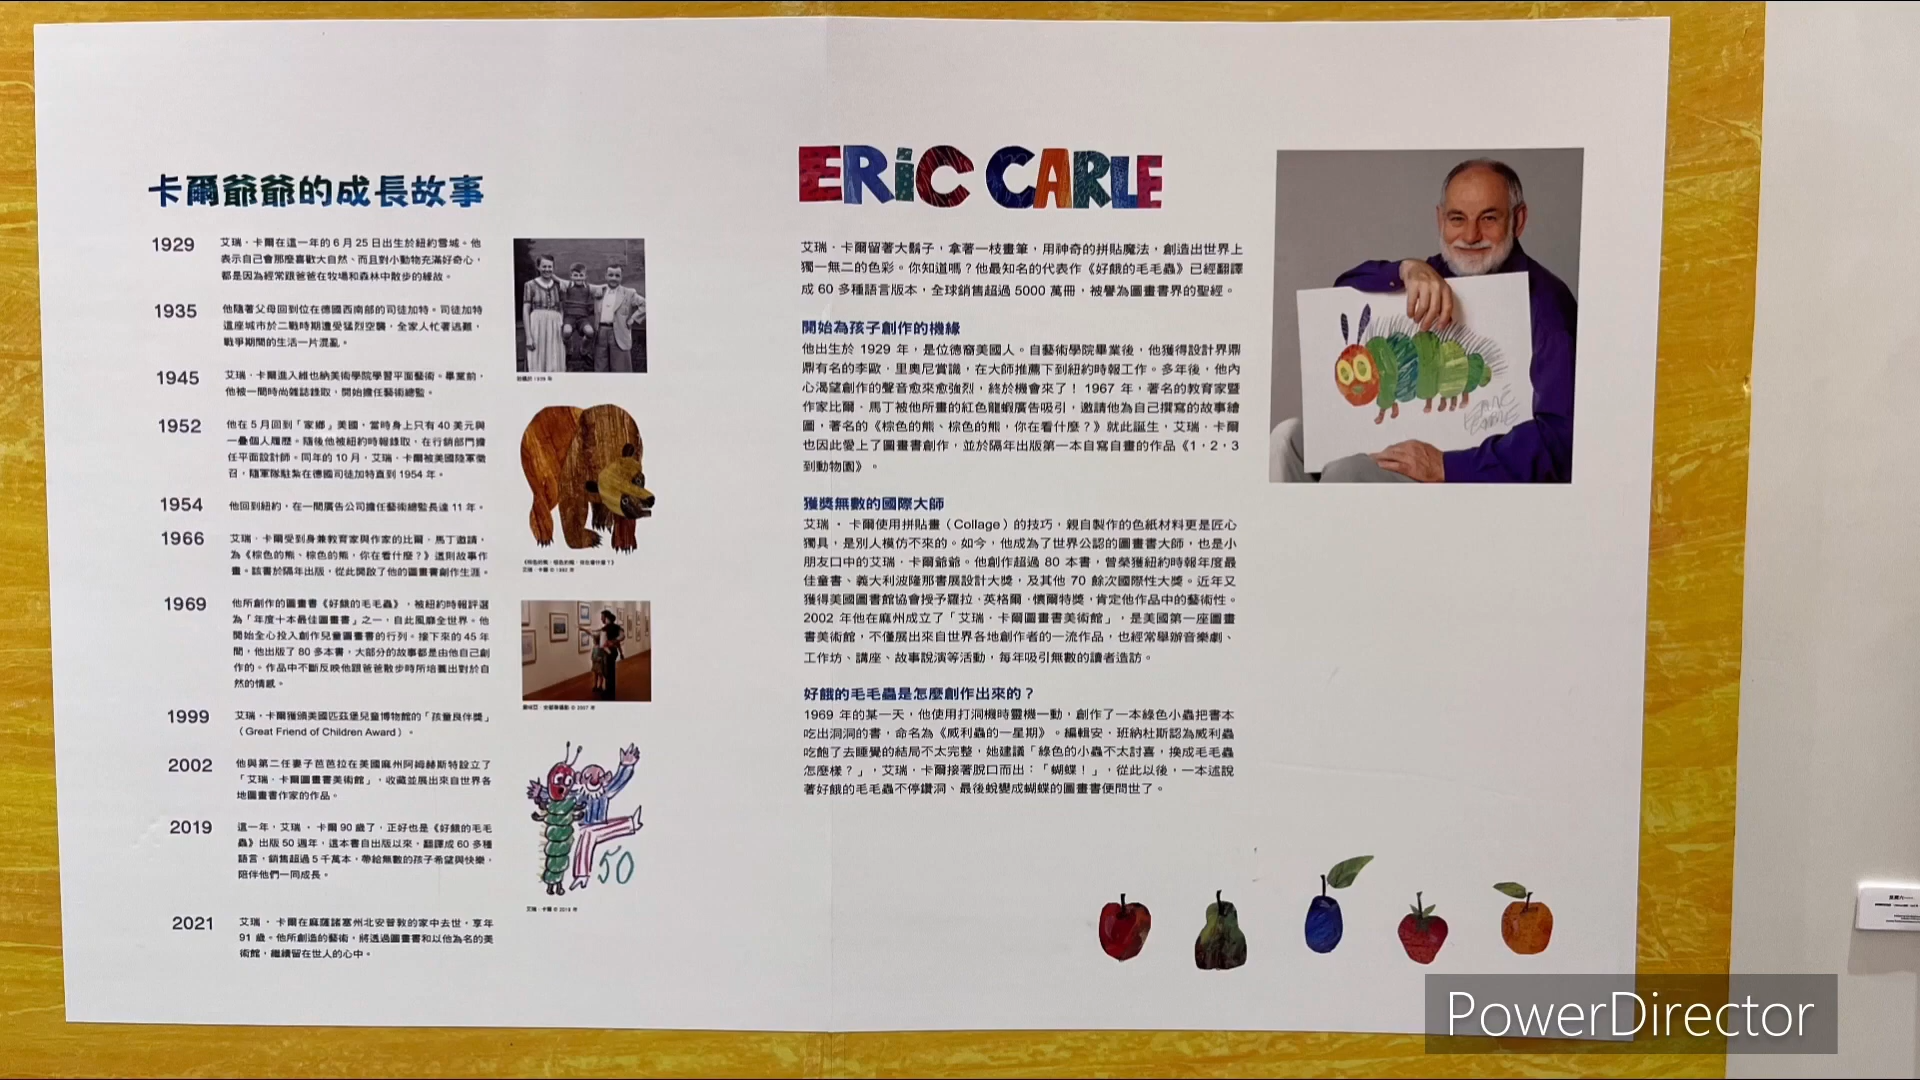 卡爾爺爺的成長故事
1929
艾瑞・卡爾在這一年的 6 月 25 日出生於紐約雪城。他
表示自己會那麼喜歡大自然、而且對小動物充滿好奇心，
都是因為經常跟爸爸在牧場和森林中散步的緣故。
1935
他隨著父母回到位在德國西南部的司徒加特。司徒加特
這座城市於二戰時期遭受猛烈空襲，全家人忙著逃難，
戰爭期間的生活一片混亂。
1945
艾瑞・卡爾進入維也納美術學院學習平面藝術。畢業前，
他被一間時尚雜誌錄取，開始擔任藝術總監。
1952
他在 5 月回到「家鄉」美國，當時身上只有 40 美元與
一疊個人履歷。隨後他被紐約時報錄取，在行銷部門擔
任平面設計師。同年的 10 月，艾瑞・卡爾被美國陸軍徵
召，隨軍隊駐紮在德國司徒加特直到 1954 年。
1954
他回到紐約，在一間廣告公司擔任藝術總監長達 11 年。
1966
艾瑞・卡爾受到身兼教育家與作家的比爾・馬丁邀請，
為《棕色的熊、棕色的熊，你在看什麼？》這則故事作
畫。該書於隔年出版，從此開啟了他的圖畫書創作生涯。
1969
他所創作的圖畫書《好餓的毛毛蟲》，被紐約時報評選
為「年度十本最佳圖畫書」之一，自此風靡全世界。他
開始全心投入創作兒童圖畫書的行列。接下來的 45 年
間，他出版了 80 多本書，大部分的故事都是由他自己創
作的。作品中不斷反映他跟爸爸散步時所培養出對於自
然的情感。
1999
艾瑞・卡爾獲頒美國匹茲堡兒童博物館的「孩童良伴獎」
（Great Friend of Children Award）。
2002
他與第二任妻子芭芭拉在美國麻州阿姆赫斯特設立了
「艾瑞・卡爾圖畫書美術館」，收藏並展出來自世界各
地圖畫書作家的作品。
2019
這一年，艾瑞・卡爾 90 歲了，正好也是《好餓的毛毛
蟲》出版 50 週年，這本書自出版以來，翻譯成 60 多種
語言，銷售超過 5 千萬本，帶給無數的孩子希望與快樂，
陪伴他們一同成長。
2021
艾瑞・卡爾在麻薩諸塞州北安普敦的家中去世，享年
91 歲。他所創造的藝術，將透過圖畫書和以他為名的美
術館，繼續留在世人的心中。
50
ERiC CARLE
艾瑞・卡爾留著大鬍子，拿著一枝畫筆，用神奇的拼貼魔法，創造出世界上
獨一無二的色彩。你知道嗎？他最知名的代表作《好餓的毛毛蟲》已經翻譯
成 60 多種語言版本，全球銷售超過 5000 萬冊，被譽為圖畫書界的聖經。
開始為孩子創作的機緣
他出生於 1929 年，是位德裔美國人。自藝術學院畢業後，他獲得設計界鼎
鼎有名的李歐・里奧尼賞識，在大師推薦下到紐約時報工作。多年後，他內
心渴望創作的聲音愈來愈強烈，終於機會來了！1967 年，著名的教育家暨
作家比爾・馬丁被他所畫的紅色龍蝦廣告吸引，邀請他為自己撰寫的故事繪
圖，著名的《棕色的熊、棕色的熊，你在看什麼？》就此誕生，艾瑞・卡爾
也因此愛上了圖畫書創作，並於隔年出版第一本自寫自畫的作品《1，2，3
到動物園》。
獲獎無數的國際大師
艾瑞・卡爾使用拼貼畫（Collage）的技巧，親自製作的色紙材料更是匠心
獨具，是別人模仿不來的。如今，他成為了世界公認的圖畫書大師，也是小
朋友口中的艾瑞・卡爾爺爺。他創作超過 80 本書，曾榮獲紐約時報年度最
佳童書、義大利波隆那書展設計大獎，及其他 70 餘次國際性大獎。近年又
獲得美國圖書館協會授予羅拉・英格爾・懷爾特獎，肯定他作品中的藝術性。
2002 年他在麻州成立了「艾瑞・卡爾圖畫書美術館」，是美國第一座圖畫
書美術館，不僅展出來自世界各地創作者的一流作品，也經常舉辦音樂劇、
工作坊、講座、故事說演等活動，每年吸引無數的讀者造訪。
好餓的毛毛蟲是怎麼創作出來的？
1969 年的某一天，他使用打洞機時靈機一動，創作了一本綠色小蟲把書本
吃出洞洞的書，命名為《威利蟲的一星期》。編輯安・班納杜斯認為威利蟲
吃飽了去睡覺的結局不太完整，她建議「綠色的小蟲不太討喜，換成毛毛蟲
怎麼樣？」，艾瑞・卡爾接著脫口而出：「蝴蝶！」，從此以後，一本述說
著好餓的毛毛蟲不停鑽洞、最後蛻變成蝴蝶的圖畫書便問世了。
PowerDirector